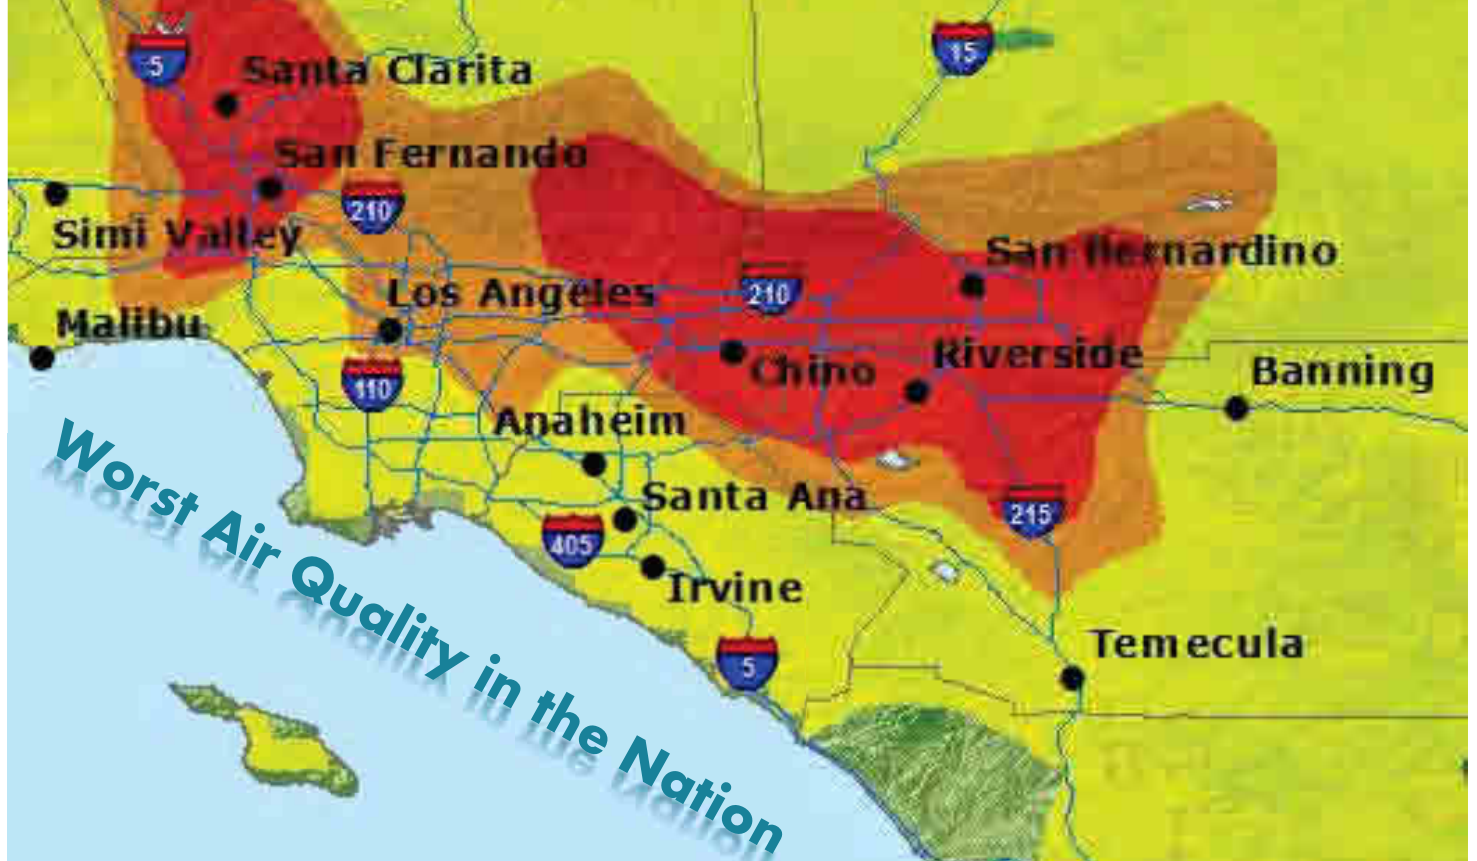 5
15
Santa Clarita
San Fernando
210
Simi Valley
San Bernardino
Los Angeles
210
Malibu
Riverside
Chino
Banning
110
Anaheim
Santa Ana
215
405
Irvine
Temecula
5
Worst Air Quality in the Nation